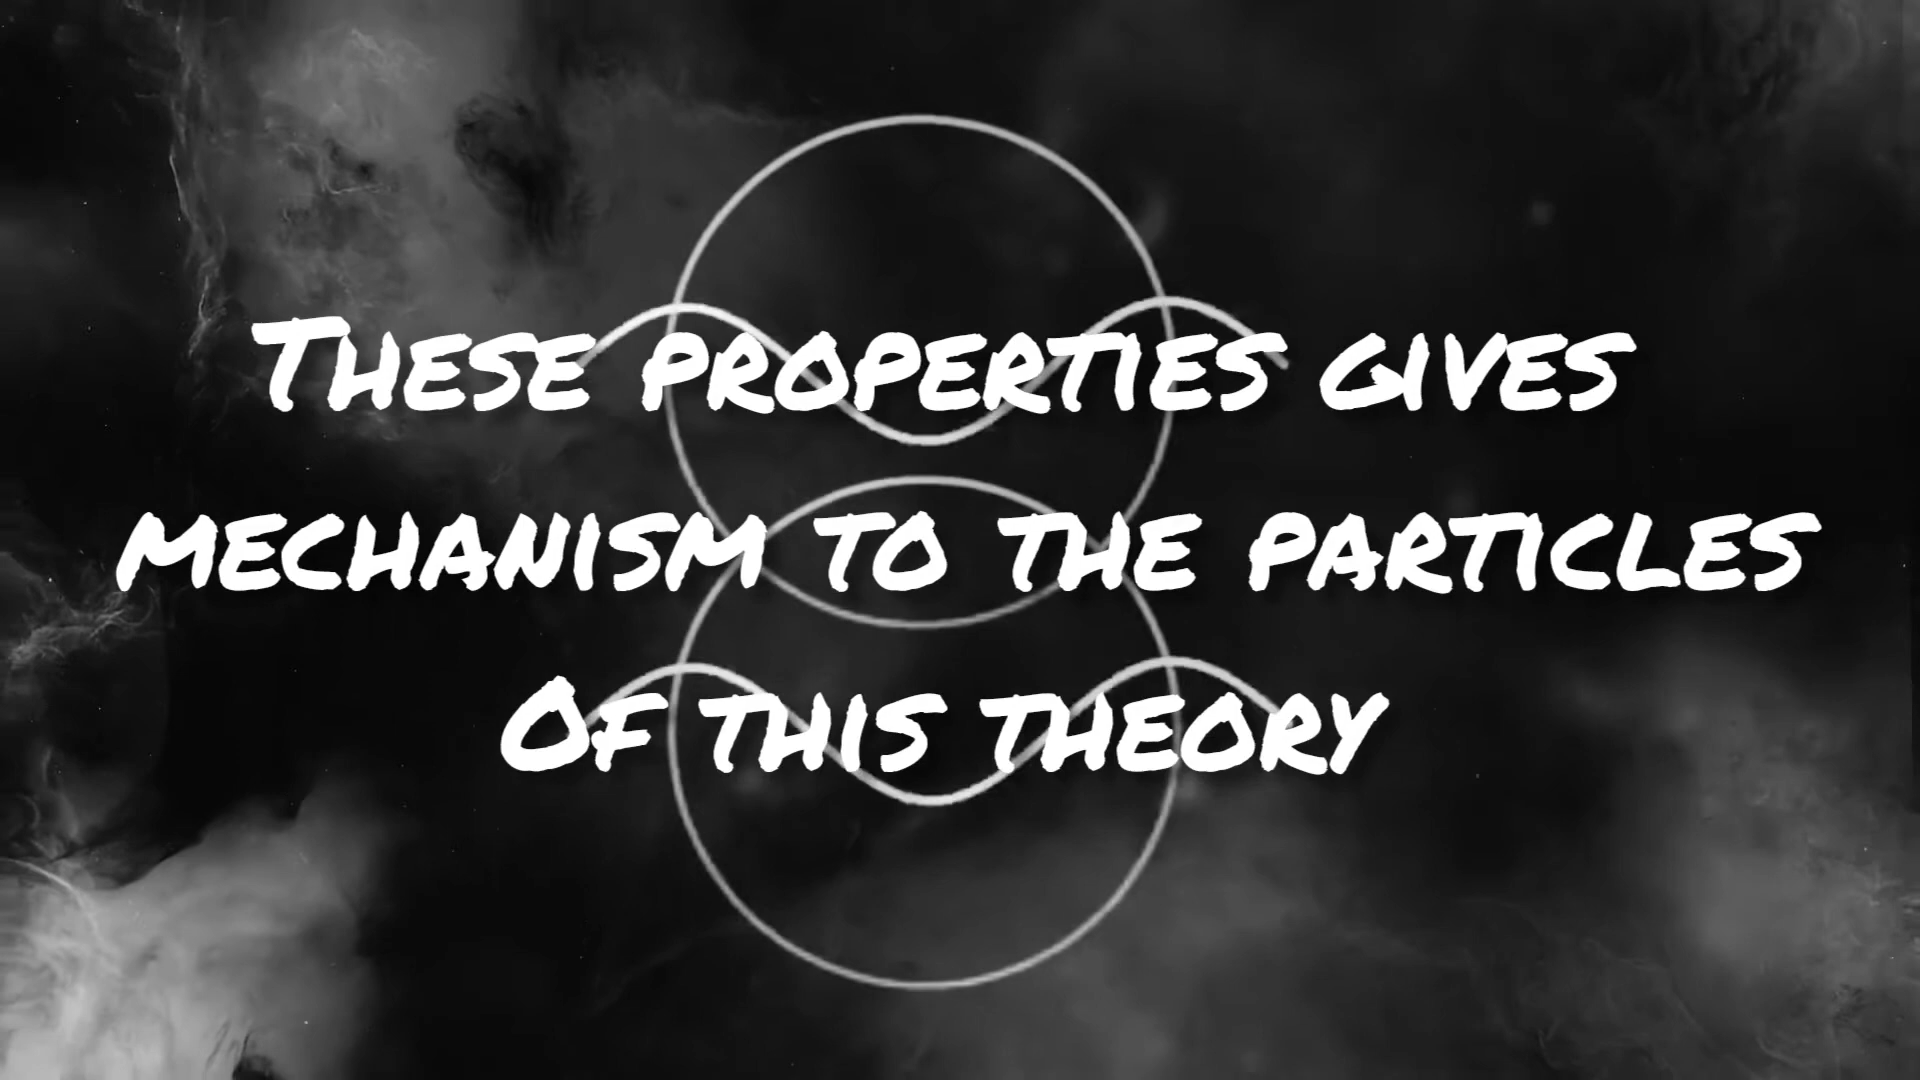 These properties gives
mechanism to the particles
Of this theory